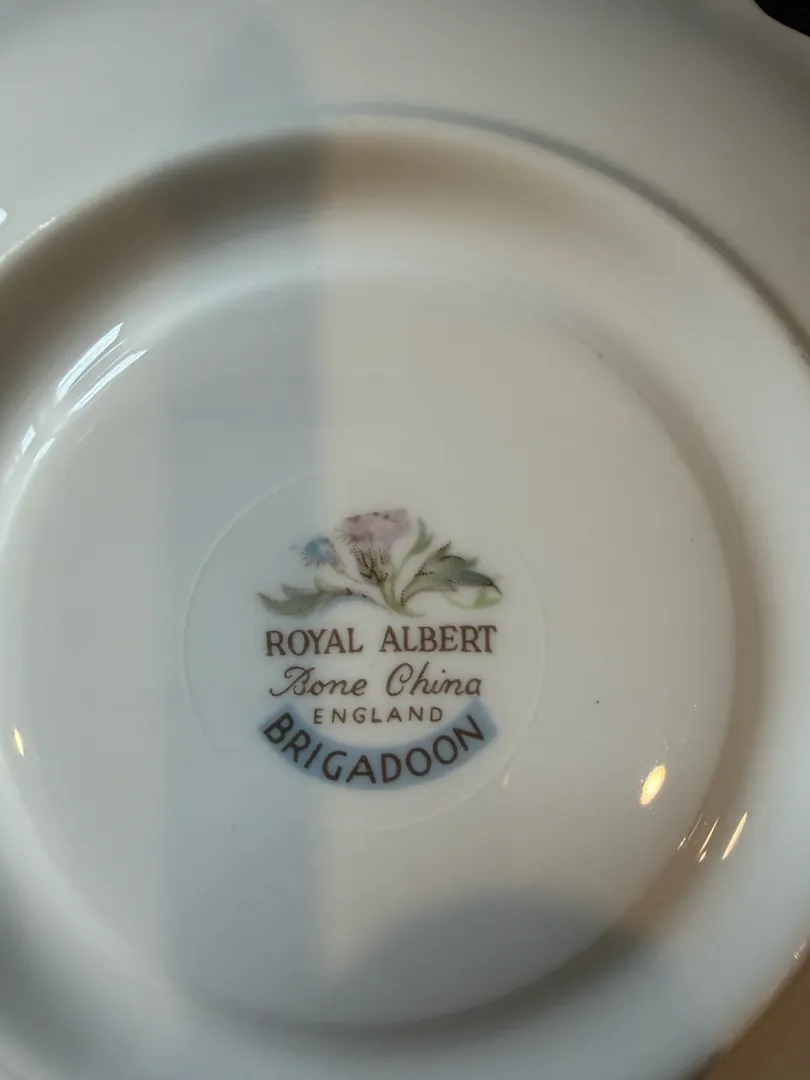 ROYAL ALBERT
Bone China
ENGLAND
BRIGADOON